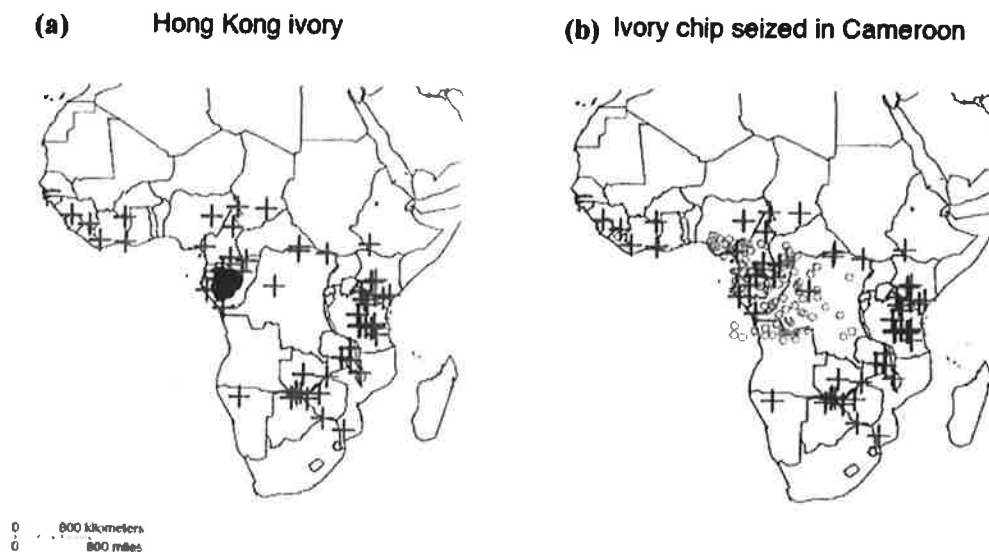 (a) Hong Kong ivory
(b) Ivory chip seized in Cameroon
0 800 kilometers
0 800 miles